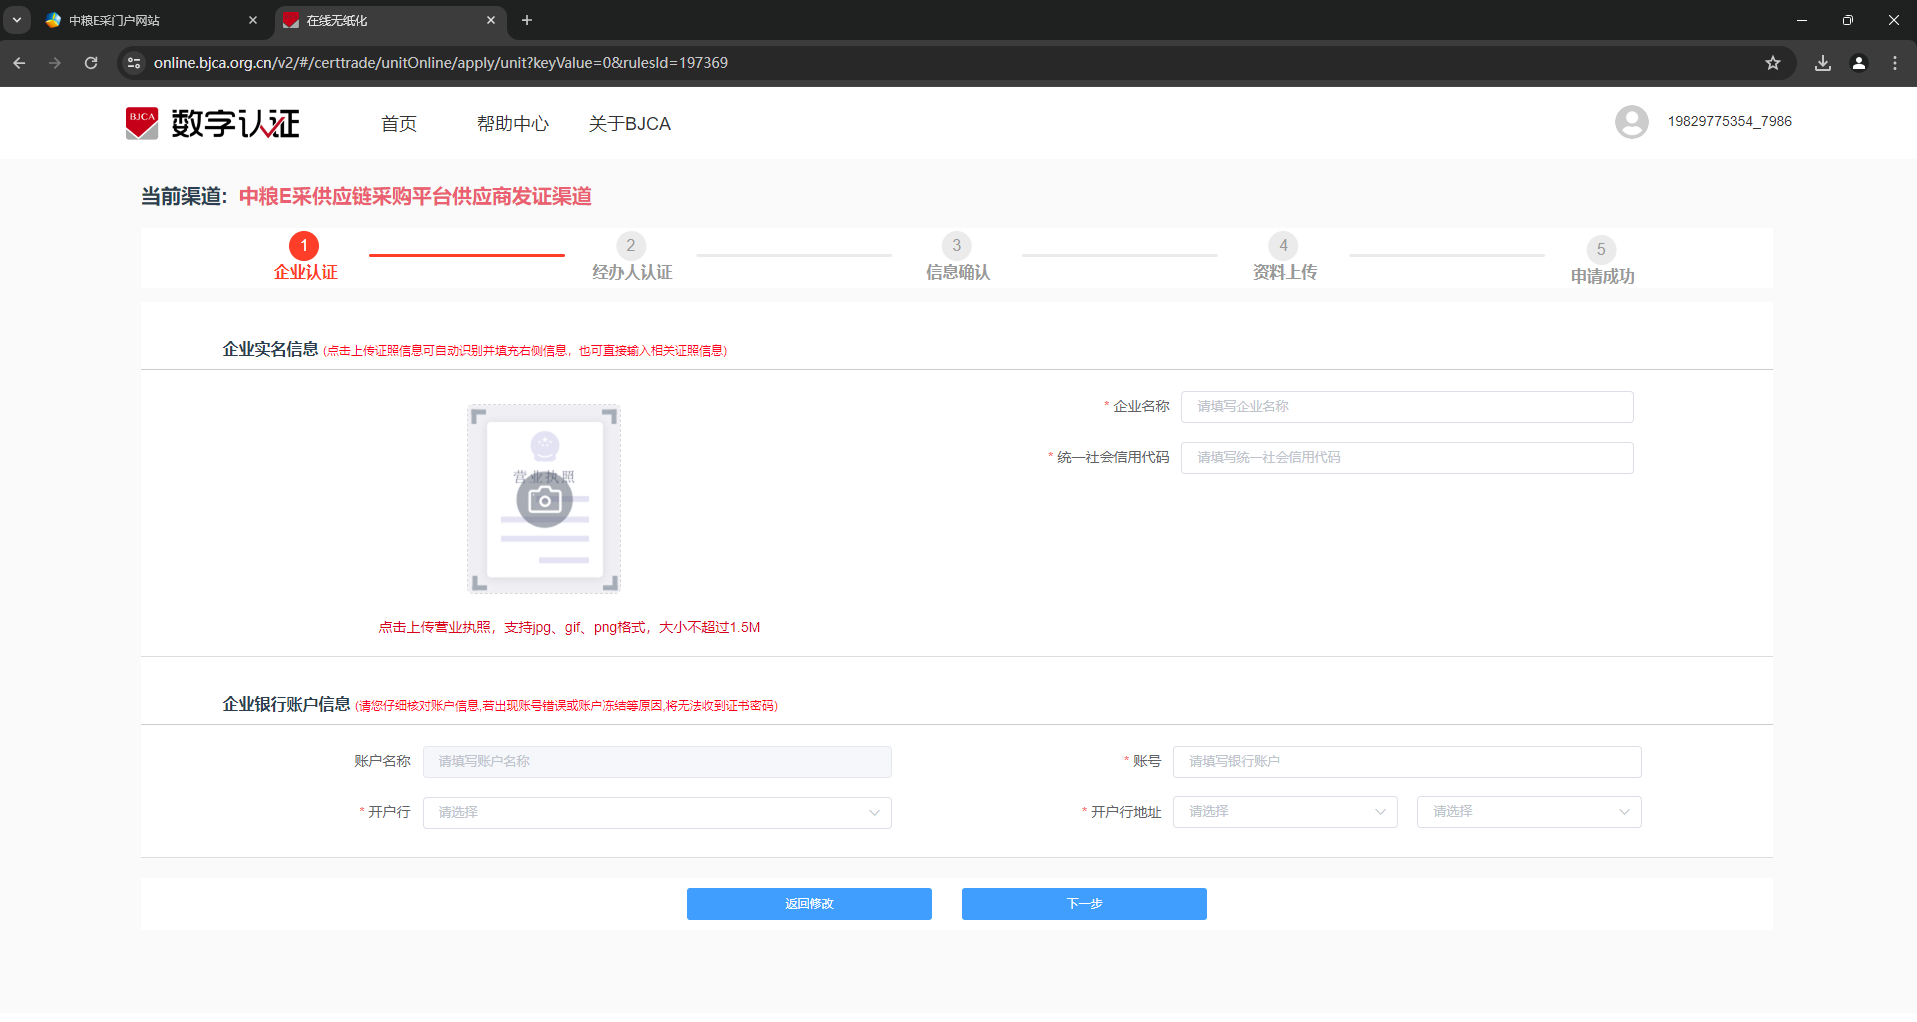 中粮E采门户网站
在线无纸化
online.bjca.org.cn/v2/#/certtrade/unitOnline/apply/unit?keyValue=0&rulesId=197369
BJCA
数字认证
首页
帮助中心
关于BJCA
19829775354_7986
当前渠道：中粮E采供应链采购平台供应商发证渠道
1
2
3
4
5
企业认证
经办人认证
信息确认
资料上传
申请成功
企业实名信息 (点击上传证照信息可自动识别并填充右侧信息，也可直接输入相关证照信息)
营业执照
点击上传营业执照，支持jpg、gif、png格式，大小不超过1.5M
* 企业名称 请填写企业名称
* 统一社会信用代码 请填写统一社会信用代码
企业银行账户信息 (请您仔细核对账户信息,若出现账号错误或账户冻结等原因,将无法收到证书密码)
账户名称 请填写账户名称
* 账号 请填写银行账户
* 开户行 请选择
* 开户行地址 请选择 请选择
返回修改
下一步